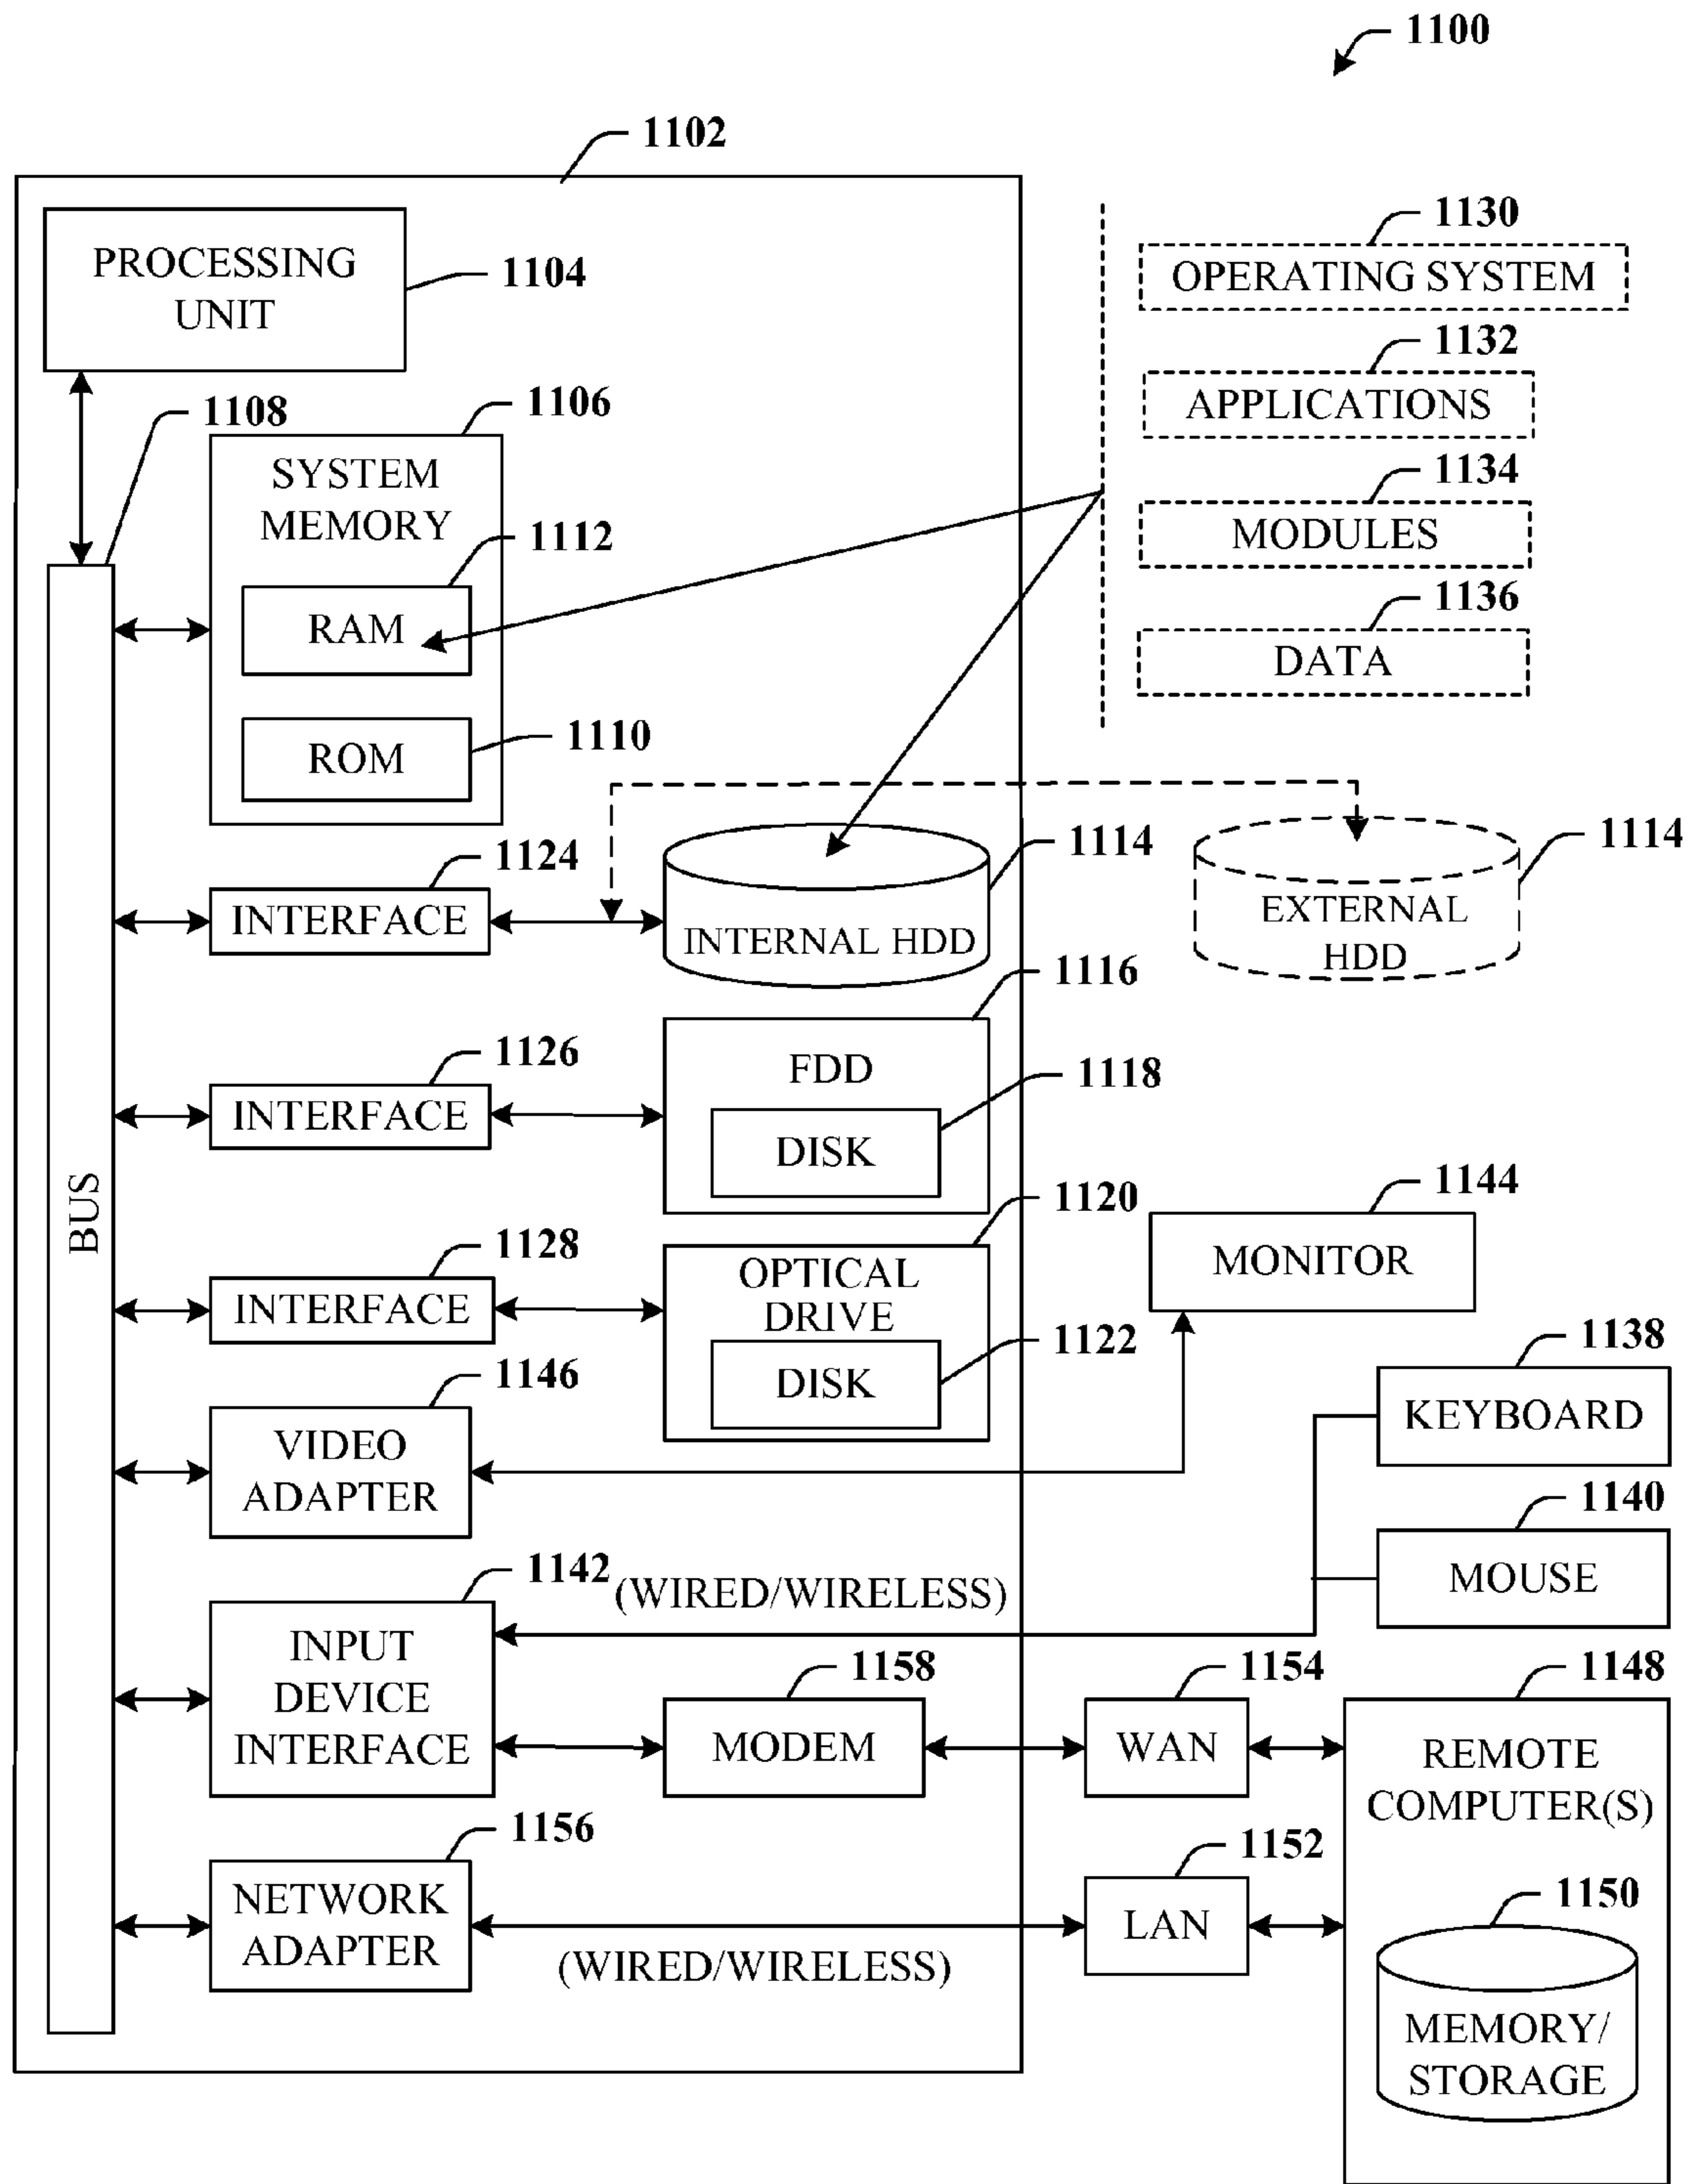 1100
1102
PROCESSING
UNIT
1104
1130
OPERATING SYSTEM
1132
APPLICATIONS
1134
MODULES
1136
DATA
1108
1106
SYSTEM
MEMORY
1112
RAM
1110
ROM
BUS
1124
INTERFACE
1114
INTERNAL HDD
1114
EXTERNAL
HDD
1126
INTERFACE
1116
FDD
1118
DISK
1128
INTERFACE
1120
OPTICAL
DRIVE
1122
DISK
1144
MONITOR
1146
VIDEO
ADAPTER
1138
KEYBOARD
1140
MOUSE
1142
(WIRED/WIRELESS)
INPUT
DEVICE
INTERFACE
1158
MODEM
1154
WAN
1148
REMOTE
COMPUTER(S)
1156
NETWORK
ADAPTER
(WIRED/WIRELESS)
1152
LAN
1150
MEMORY/
STORAGE